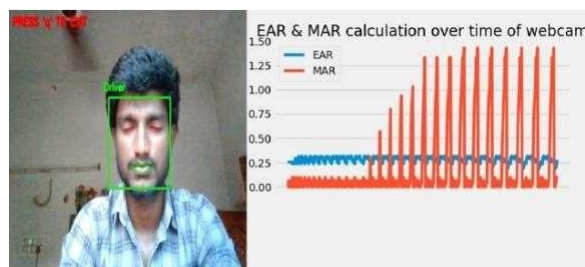 PRESS 'q' TO EXIT
Driver
EAR & MAR calculation over time of webcam
1.50
EAR
MAR
1.25
1.00
0.75
0.50
0.25
0.00